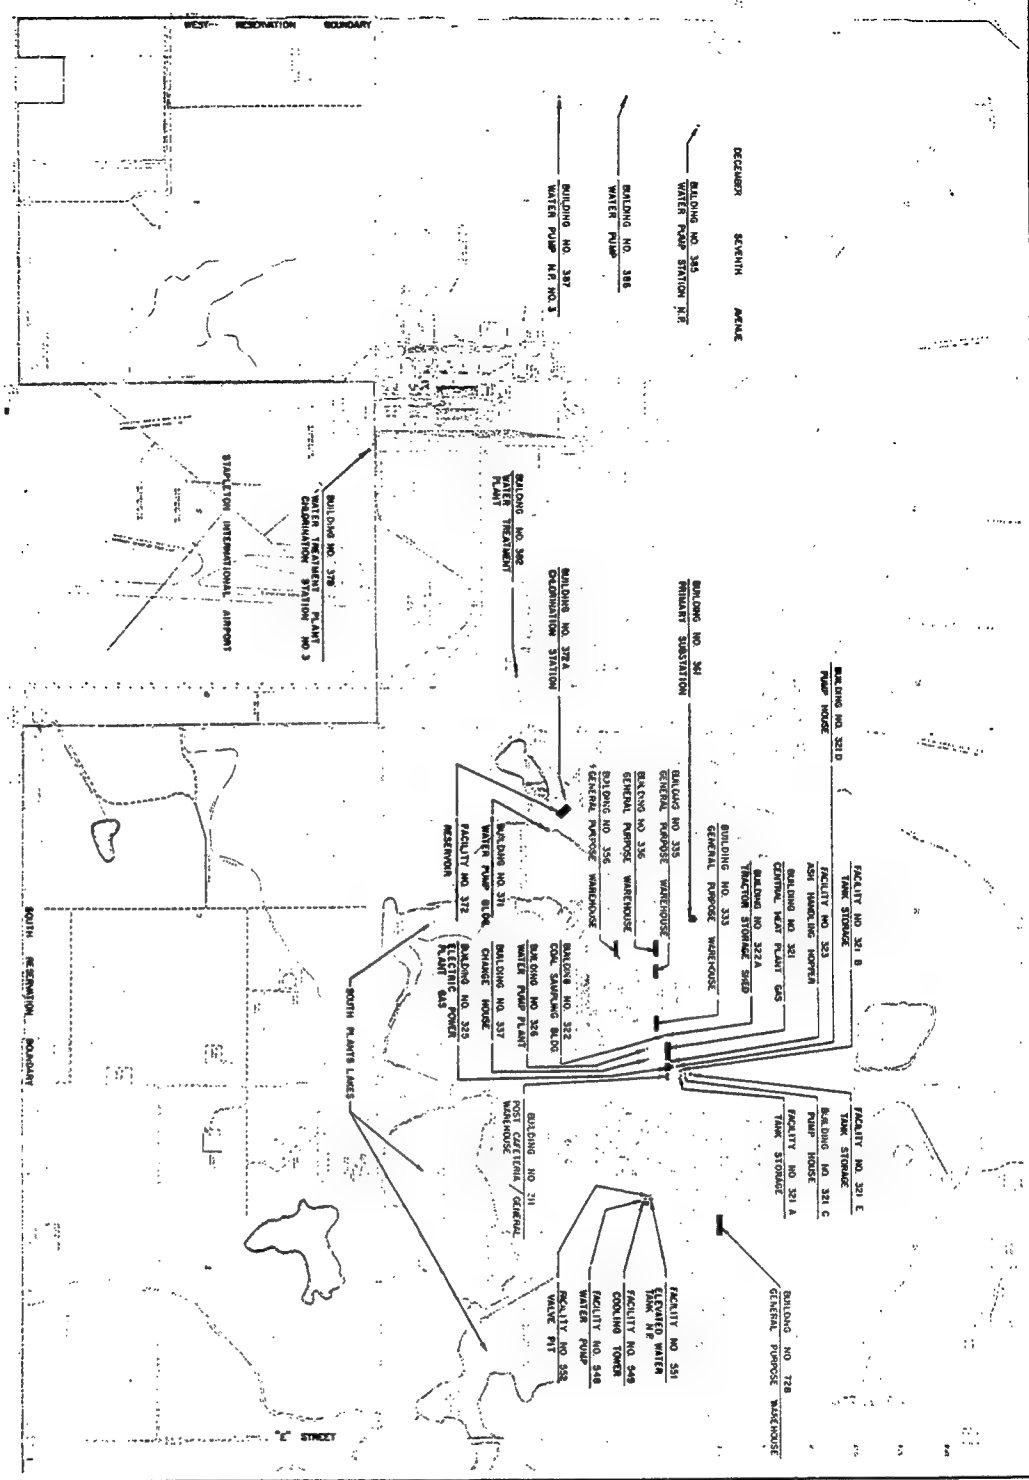 WEST RESERVATION BOUNDARY
DECEMBER SEVENTH AVENUE
BUILDING NO. 385
WATER PUMP STATION N.P.
BUILDING NO. 386
WATER PUMP
BUILDING NO. 387
WATER PUMP N.P. NO. 3
STAPLETON INTERNATIONAL AIRPORT
BUILDING NO. 378
WATER TREATMENT PLANT
CHLORINATION STATION NO 3
BUILDING NO. 382
WATER TREATMENT
PLANT
BUILDING NO. 372A
CHLORINATION STATION
BUILDING NO. 361
PRIMARY SUBSTATION
BUILDING NO. 321D
PUMP HOUSE
FACILITY NO 321 B
TANK STORAGE
FACILITY NO 323
ASH HANDLING HOPPER
BUILDING NO. 321
CENTRAL HEAT PLANT GAS
BUILDING NO 322A
TRACTOR STORAGE SHED
BUILDING NO. 333
GENERAL PURPOSE WAREHOUSE
BUILDING NO 335
GENERAL PURPOSE WAREHOUSE
BUILDING NO 336
GENERAL PURPOSE WAREHOUSE
BUILDING NO 356
GENERAL PURPOSE WAREHOUSE
BUILDING NO. 371
WATER PUMP BLDG.
FACILITY NO. 372
RESERVOIR
BUILDING NO. 322
COAL SAMPLING BLDG
BUILDING NO 326
WATER PUMP PLANT
BUILDING NO. 337
CHANGE HOUSE
BUILDING NO. 325
ELECTRIC POWER
PLANT GAS
SOUTH PLANTS LAKES
SOUTH RESERVATION BOUNDARY
FACILITY NO. 321 E
TANK STORAGE
BUILDING NO. 321 C
PUMP HOUSE
FACILITY NO. 321 A
TANK STORAGE
BUILDING NO 311
POST CAFETERIA / GENERAL
WAREHOUSE
BUILDING NO 728
GENERAL PURPOSE WAREHOUSE
FACILITY NO 551
ELEVATED WATER
TANK N.P.
FACILITY NO. 549
COOLING TOWER
FACILITY NO. 548
WATER PUMP
FACILITY NO 552
VALVE PIT
"E" STREET